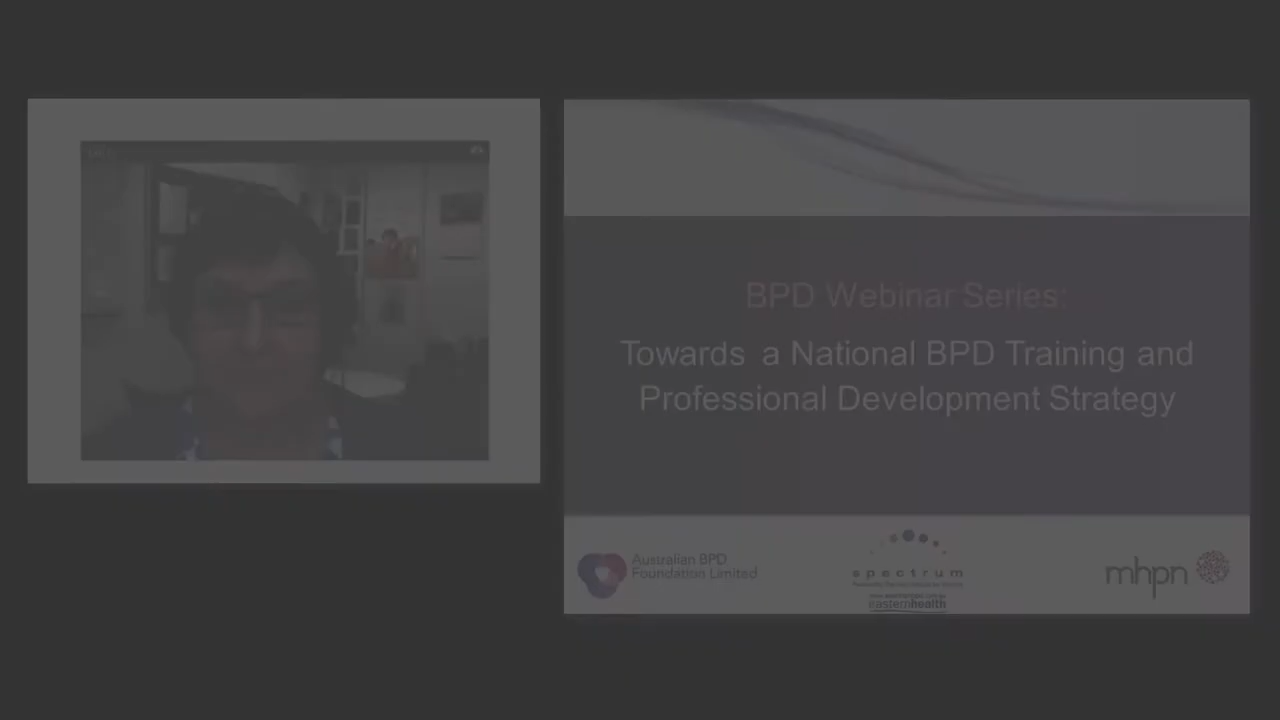 BPD Webinar Series:
Towards a National BPD Training and
Professional Development Strategy
Australian BPD
Foundation Limited
spectrum
easternhealth
mhpn